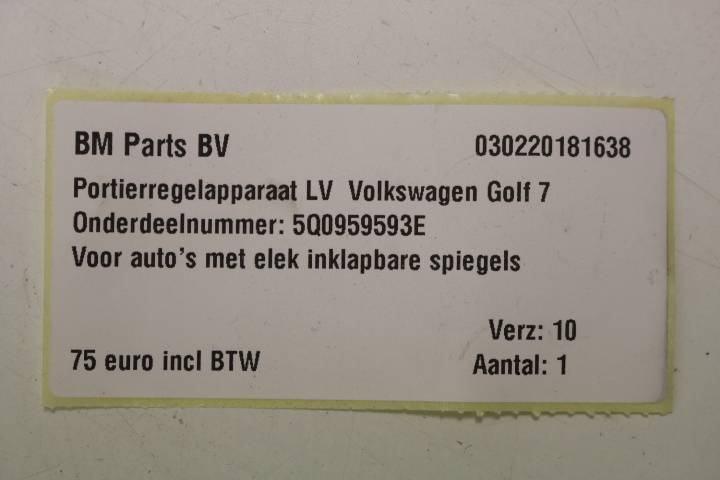 BM Parts BV 030220181638
Portierregelapparaat LV Volkswagen Golf 7
Onderdeelnummer: 5Q0959593E
Voor auto's met elek inklapbare spiegels
Verz: 10
75 euro incl BTW Aantal: 1